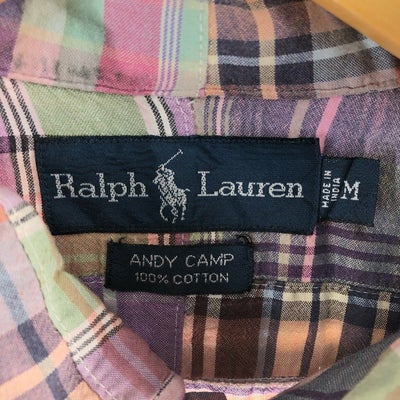 Ralph Lauren
MADE IN
INDIA
M
ANDY CAMP
100% COTTON